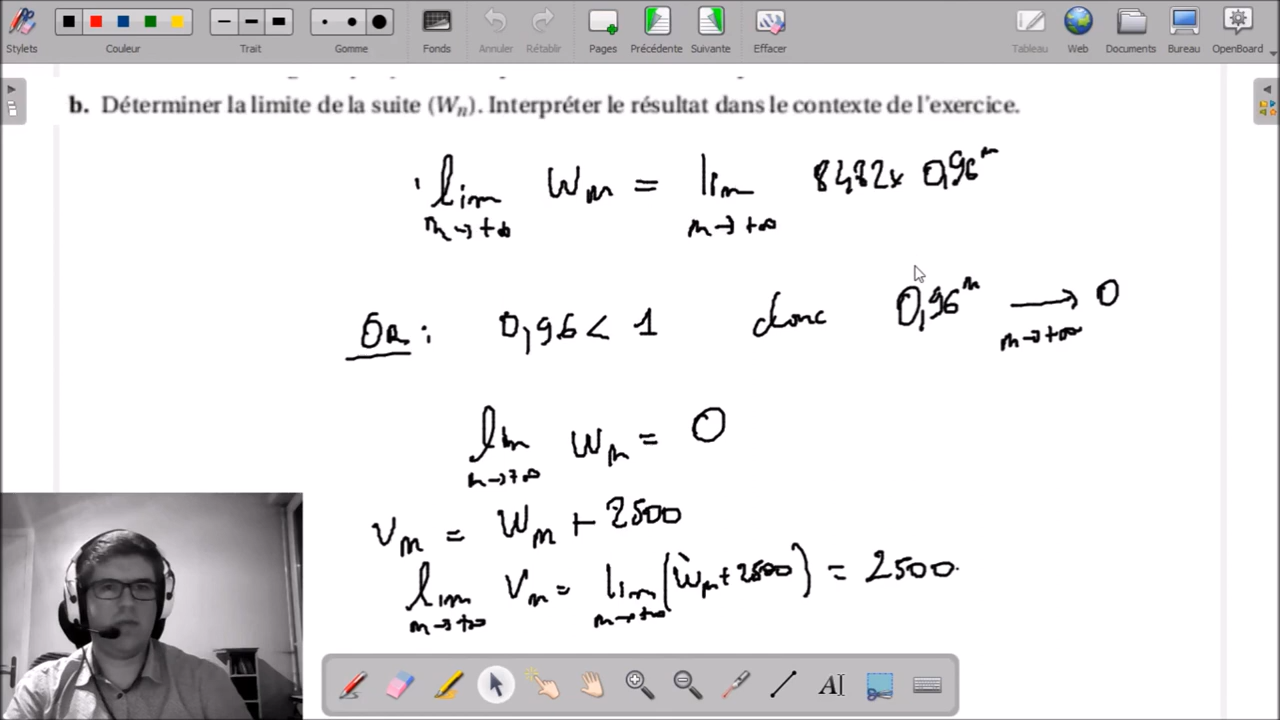 Stylets Couleur Trait Gomme Fonds Annuler Rétablir Pages Précédente Suivante Effacer Tableau Web Documents Bureau OpenBoard
b. Déterminer la limite de la suite (Wn). Interpréter le résultat dans le contexte de l'exercice.
lim n→+∞ Wn = lim n→+∞ 8482× 0,96^n
Or : 0,96 < 1 donc 0,96^n → 0 n→+∞
lim n→+∞ Wn = 0
Vn = Wn + 2500
lim n→+∞ Vn = lim n→+∞ (Wn + 2500) = 2500.
AI